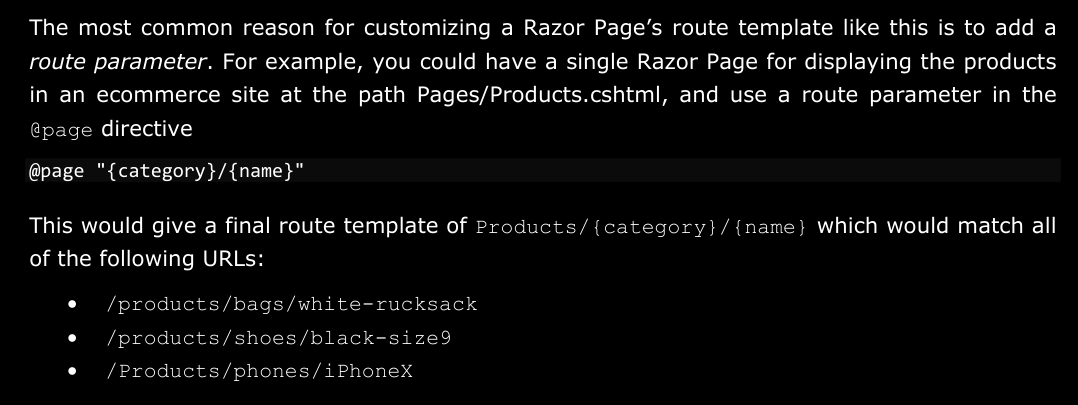 The most common reason for customizing a Razor Page’s route template like this is to add a
route parameter. For example, you could have a single Razor Page for displaying the products
in an ecommerce site at the path Pages/Products.cshtml, and use a route parameter in the
@page directive
@page "{category}/{name}"
This would give a final route template of Products/{category}/{name} which would match all
of the following URLs:
• /products/bags/white-rucksack
• /products/shoes/black-size9
• /Products/phones/iPhoneX